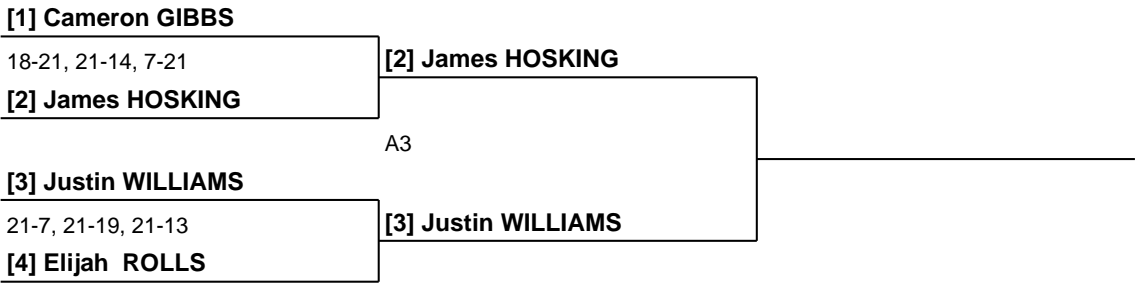 [1] Cameron GIBBS
18-21, 21-14, 7-21
[2] James HOSKING
[2] James HOSKING
A3
[3] Justin WILLIAMS
21-7, 21-19, 21-13
[3] Justin WILLIAMS
[4] Elijah  ROLLS